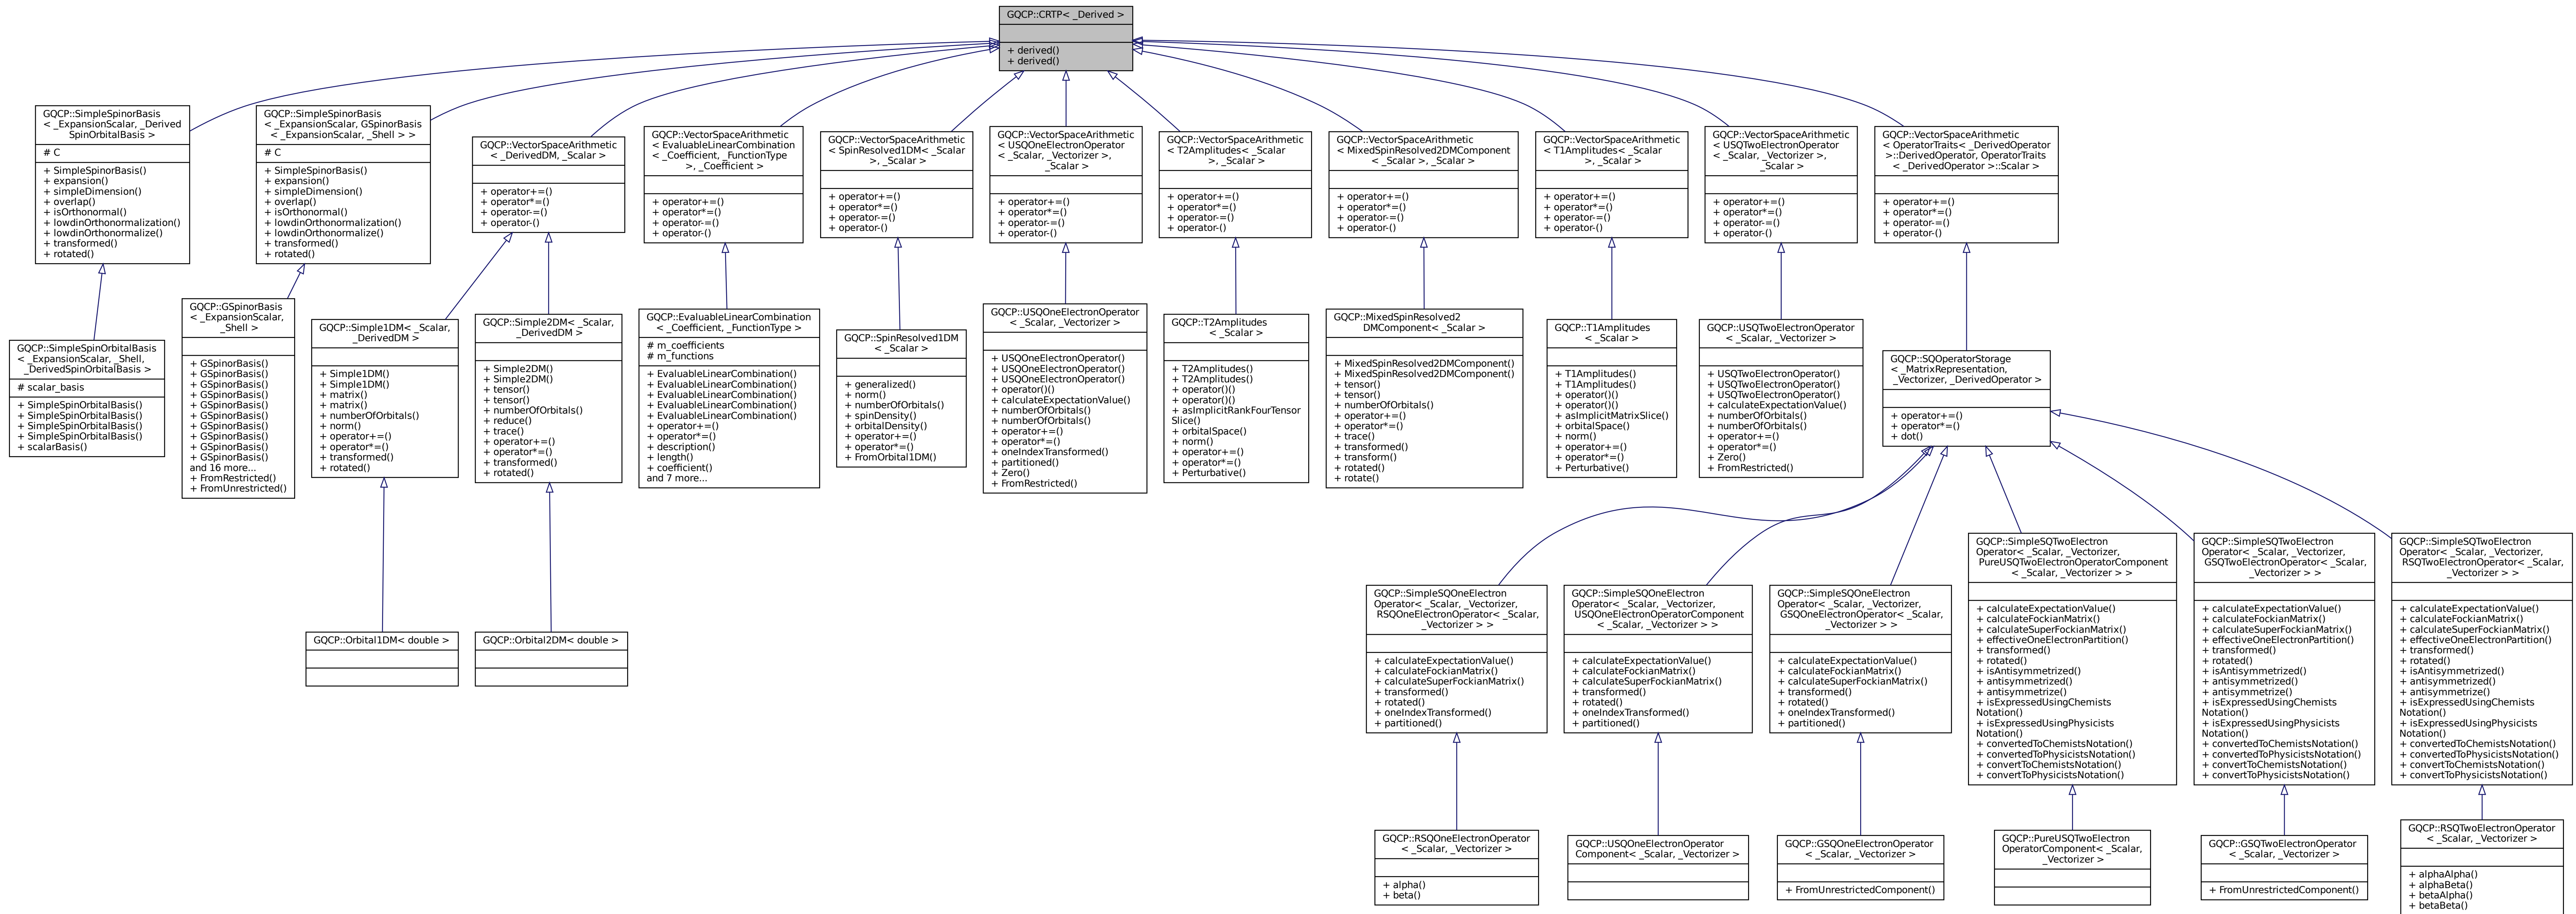 GQCP::CRTP< _Derived >
+ derived()
+ derived()
GQCP::SimpleSpinorBasis
< _ExpansionScalar, _Derived
SpinOrbitalBasis >
# C
+ SimpleSpinorBasis()
+ expansion()
+ simpleDimension()
+ overlap()
+ isOrthonormal()
+ lowdinOrthonormalization()
+ lowdinOrthonormalize()
+ transformed()
+ rotated()
GQCP::SimpleSpinorBasis
< _ExpansionScalar, GSpinorBasis
< _ExpansionScalar, _Shell > >
# C
+ SimpleSpinorBasis()
+ expansion()
+ simpleDimension()
+ overlap()
+ isOrthonormal()
+ lowdinOrthonormalization()
+ lowdinOrthonormalize()
+ transformed()
+ rotated()
GQCP::VectorSpaceArithmetic
< _DerivedDM, _Scalar >
+ operator+=()
+ operator*=()
+ operator-=()
+ operator-()
GQCP::VectorSpaceArithmetic
< EvaluableLinearCombination
< _Coefficient, _FunctionType
>, _Coefficient >
+ operator+=()
+ operator*=()
+ operator-=()
+ operator-()
GQCP::VectorSpaceArithmetic
< SpinResolved1DM< _Scalar
>, _Scalar >
+ operator+=()
+ operator*=()
+ operator-=()
+ operator-()
GQCP::VectorSpaceArithmetic
< USQOneElectronOperator
< _Scalar, _Vectorizer >,
_Scalar >
+ operator+=()
+ operator*=()
+ operator-=()
+ operator-()
GQCP::VectorSpaceArithmetic
< T2Amplitudes< _Scalar
>, _Scalar >
+ operator+=()
+ operator*=()
+ operator-=()
+ operator-()
GQCP::VectorSpaceArithmetic
< MixedSpinResolved2DMComponent
< _Scalar >, _Scalar >
+ operator+=()
+ operator*=()
+ operator-=()
+ operator-()
GQCP::VectorSpaceArithmetic
< T1Amplitudes< _Scalar
>, _Scalar >
+ operator+=()
+ operator*=()
+ operator-=()
+ operator-()
GQCP::VectorSpaceArithmetic
< USQTwoElectronOperator
< _Scalar, _Vectorizer >,
_Scalar >
+ operator+=()
+ operator*=()
+ operator-=()
+ operator-()
GQCP::VectorSpaceArithmetic
< OperatorTraits< _DerivedOperator
>::DerivedOperator, OperatorTraits
< _DerivedOperator >::Scalar >
+ operator+=()
+ operator*=()
+ operator-=()
+ operator-()
GQCP::SimpleSpinOrbitalBasis
< _ExpansionScalar, _Shell,
_DerivedSpinOrbitalBasis >
# scalar_basis
+ SimpleSpinOrbitalBasis()
+ SimpleSpinOrbitalBasis()
+ SimpleSpinOrbitalBasis()
+ SimpleSpinOrbitalBasis()
+ scalarBasis()
GQCP::GSpinorBasis
< _ExpansionScalar,
_Shell >
+ GSpinorBasis()
+ GSpinorBasis()
+ GSpinorBasis()
+ GSpinorBasis()
+ GSpinorBasis()
+ GSpinorBasis()
+ GSpinorBasis()
+ GSpinorBasis()
+ GSpinorBasis()
+ GSpinorBasis()
and 16 more...
+ FromRestricted()
+ FromUnrestricted()
GQCP::Simple1DM< _Scalar,
_DerivedDM >
+ Simple1DM()
+ Simple1DM()
+ matrix()
+ matrix()
+ numberOfOrbitals()
+ norm()
+ operator+=()
+ operator*=()
+ transformed()
+ rotated()
GQCP::Simple2DM< _Scalar,
_DerivedDM >
+ Simple2DM()
+ Simple2DM()
+ tensor()
+ tensor()
+ numberOfOrbitals()
+ reduce()
+ trace()
+ operator+=()
+ operator*=()
+ transformed()
+ rotated()
GQCP::EvaluableLinearCombination
< _Coefficient, _FunctionType >
# m_coefficients
# m_functions
+ EvaluableLinearCombination()
+ EvaluableLinearCombination()
+ EvaluableLinearCombination()
+ EvaluableLinearCombination()
+ EvaluableLinearCombination()
+ operator+=()
+ operator*=()
+ description()
+ length()
+ coefficient()
and 7 more...
GQCP::SpinResolved1DM
< _Scalar >
+ generalized()
+ norm()
+ numberOfOrbitals()
+ spinDensity()
+ orbitalDensity()
+ operator+=()
+ operator*=()
+ FromOrbital1DM()
GQCP::USQOneElectronOperator
< _Scalar, _Vectorizer >
+ USQOneElectronOperator()
+ USQOneElectronOperator()
+ USQOneElectronOperator()
+ operator()()
+ calculateExpectationValue()
+ numberOfOrbitals()
+ numberOfOrbitals()
+ operator+=()
+ operator*=()
+ oneIndexTransformed()
+ partitioned()
+ Zero()
+ FromRestricted()
GQCP::T2Amplitudes
< _Scalar >
+ T2Amplitudes()
+ T2Amplitudes()
+ operator()()
+ operator()()
+ asImplicitRankFourTensor
Slice()
+ orbitalSpace()
+ norm()
+ operator+=()
+ operator*=()
+ Perturbative()
GQCP::MixedSpinResolved2
DMComponent< _Scalar >
+ MixedSpinResolved2DMComponent()
+ MixedSpinResolved2DMComponent()
+ tensor()
+ tensor()
+ numberOfOrbitals()
+ operator+=()
+ operator*=()
+ trace()
+ transformed()
+ transform()
+ rotated()
+ rotate()
GQCP::T1Amplitudes
< _Scalar >
+ T1Amplitudes()
+ T1Amplitudes()
+ operator()()
+ operator()()
+ asImplicitMatrixSlice()
+ orbitalSpace()
+ norm()
+ operator+=()
+ operator*=()
+ Perturbative()
GQCP::USQTwoElectronOperator
< _Scalar, _Vectorizer >
+ USQTwoElectronOperator()
+ USQTwoElectronOperator()
+ USQTwoElectronOperator()
+ calculateExpectationValue()
+ numberOfOrbitals()
+ numberOfOrbitals()
+ operator+=()
+ operator*=()
+ Zero()
+ FromRestricted()
GQCP::SQOperatorStorage
< _MatrixRepresentation,
_Vectorizer, _DerivedOperator >
+ operator+=()
+ operator*=()
+ dot()
GQCP::Orbital1DM< double >
GQCP::Orbital2DM< double >
GQCP::SimpleSQOneElectron
Operator< _Scalar, _Vectorizer,
RSQOneElectronOperator< _Scalar,
_Vectorizer > >
+ calculateExpectationValue()
+ calculateFockianMatrix()
+ calculateSuperFockianMatrix()
+ transformed()
+ rotated()
+ oneIndexTransformed()
+ partitioned()
GQCP::SimpleSQOneElectron
Operator< _Scalar, _Vectorizer,
USQOneElectronOperatorComponent
< _Scalar, _Vectorizer > >
+ calculateExpectationValue()
+ calculateFockianMatrix()
+ calculateSuperFockianMatrix()
+ transformed()
+ rotated()
+ oneIndexTransformed()
+ partitioned()
GQCP::SimpleSQOneElectron
Operator< _Scalar, _Vectorizer,
GSQOneElectronOperator< _Scalar,
_Vectorizer > >
+ calculateExpectationValue()
+ calculateFockianMatrix()
+ calculateSuperFockianMatrix()
+ transformed()
+ rotated()
+ oneIndexTransformed()
+ partitioned()
GQCP::SimpleSQTwoElectron
Operator< _Scalar, _Vectorizer,
PureUSQTwoElectronOperatorComponent
< _Scalar, _Vectorizer > >
+ calculateExpectationValue()
+ calculateFockianMatrix()
+ calculateSuperFockianMatrix()
+ effectiveOneElectronPartition()
+ transformed()
+ rotated()
+ isAntisymmetrized()
+ antisymmetrized()
+ antisymmetrize()
+ isExpressedUsingChemists
Notation()
+ isExpressedUsingPhysicists
Notation()
+ convertedToChemistsNotation()
+ convertedToPhysicistsNotation()
+ convertToChemistsNotation()
+ convertToPhysicistsNotation()
GQCP::SimpleSQTwoElectron
Operator< _Scalar, _Vectorizer,
GSQTwoElectronOperator< _Scalar,
_Vectorizer > >
+ calculateExpectationValue()
+ calculateFockianMatrix()
+ calculateSuperFockianMatrix()
+ effectiveOneElectronPartition()
+ transformed()
+ rotated()
+ isAntisymmetrized()
+ antisymmetrized()
+ antisymmetrize()
+ isExpressedUsingChemists
Notation()
+ isExpressedUsingPhysicists
Notation()
+ convertedToChemistsNotation()
+ convertedToPhysicistsNotation()
+ convertToChemistsNotation()
+ convertToPhysicistsNotation()
GQCP::SimpleSQTwoElectron
Operator< _Scalar, _Vectorizer,
RSQTwoElectronOperator< _Scalar,
_Vectorizer > >
+ calculateExpectationValue()
+ calculateFockianMatrix()
+ calculateSuperFockianMatrix()
+ effectiveOneElectronPartition()
+ transformed()
+ rotated()
+ isAntisymmetrized()
+ antisymmetrized()
+ antisymmetrize()
+ isExpressedUsingChemists
Notation()
+ isExpressedUsingPhysicists
Notation()
+ convertedToChemistsNotation()
+ convertedToPhysicistsNotation()
+ convertToChemistsNotation()
+ convertToPhysicistsNotation()
GQCP::RSQOneElectronOperator
< _Scalar, _Vectorizer >
+ alpha()
+ beta()
GQCP::USQOneElectronOperator
Component< _Scalar, _Vectorizer >
GQCP::GSQOneElectronOperator
< _Scalar, _Vectorizer >
+ FromUnrestrictedComponent()
GQCP::PureUSQTwoElectron
OperatorComponent< _Scalar,
_Vectorizer >
GQCP::GSQTwoElectronOperator
< _Scalar, _Vectorizer >
+ FromUnrestrictedComponent()
GQCP::RSQTwoElectronOperator
< _Scalar, _Vectorizer >
+ alphaAlpha()
+ alphaBeta()
+ betaAlpha()
+ betaBeta()